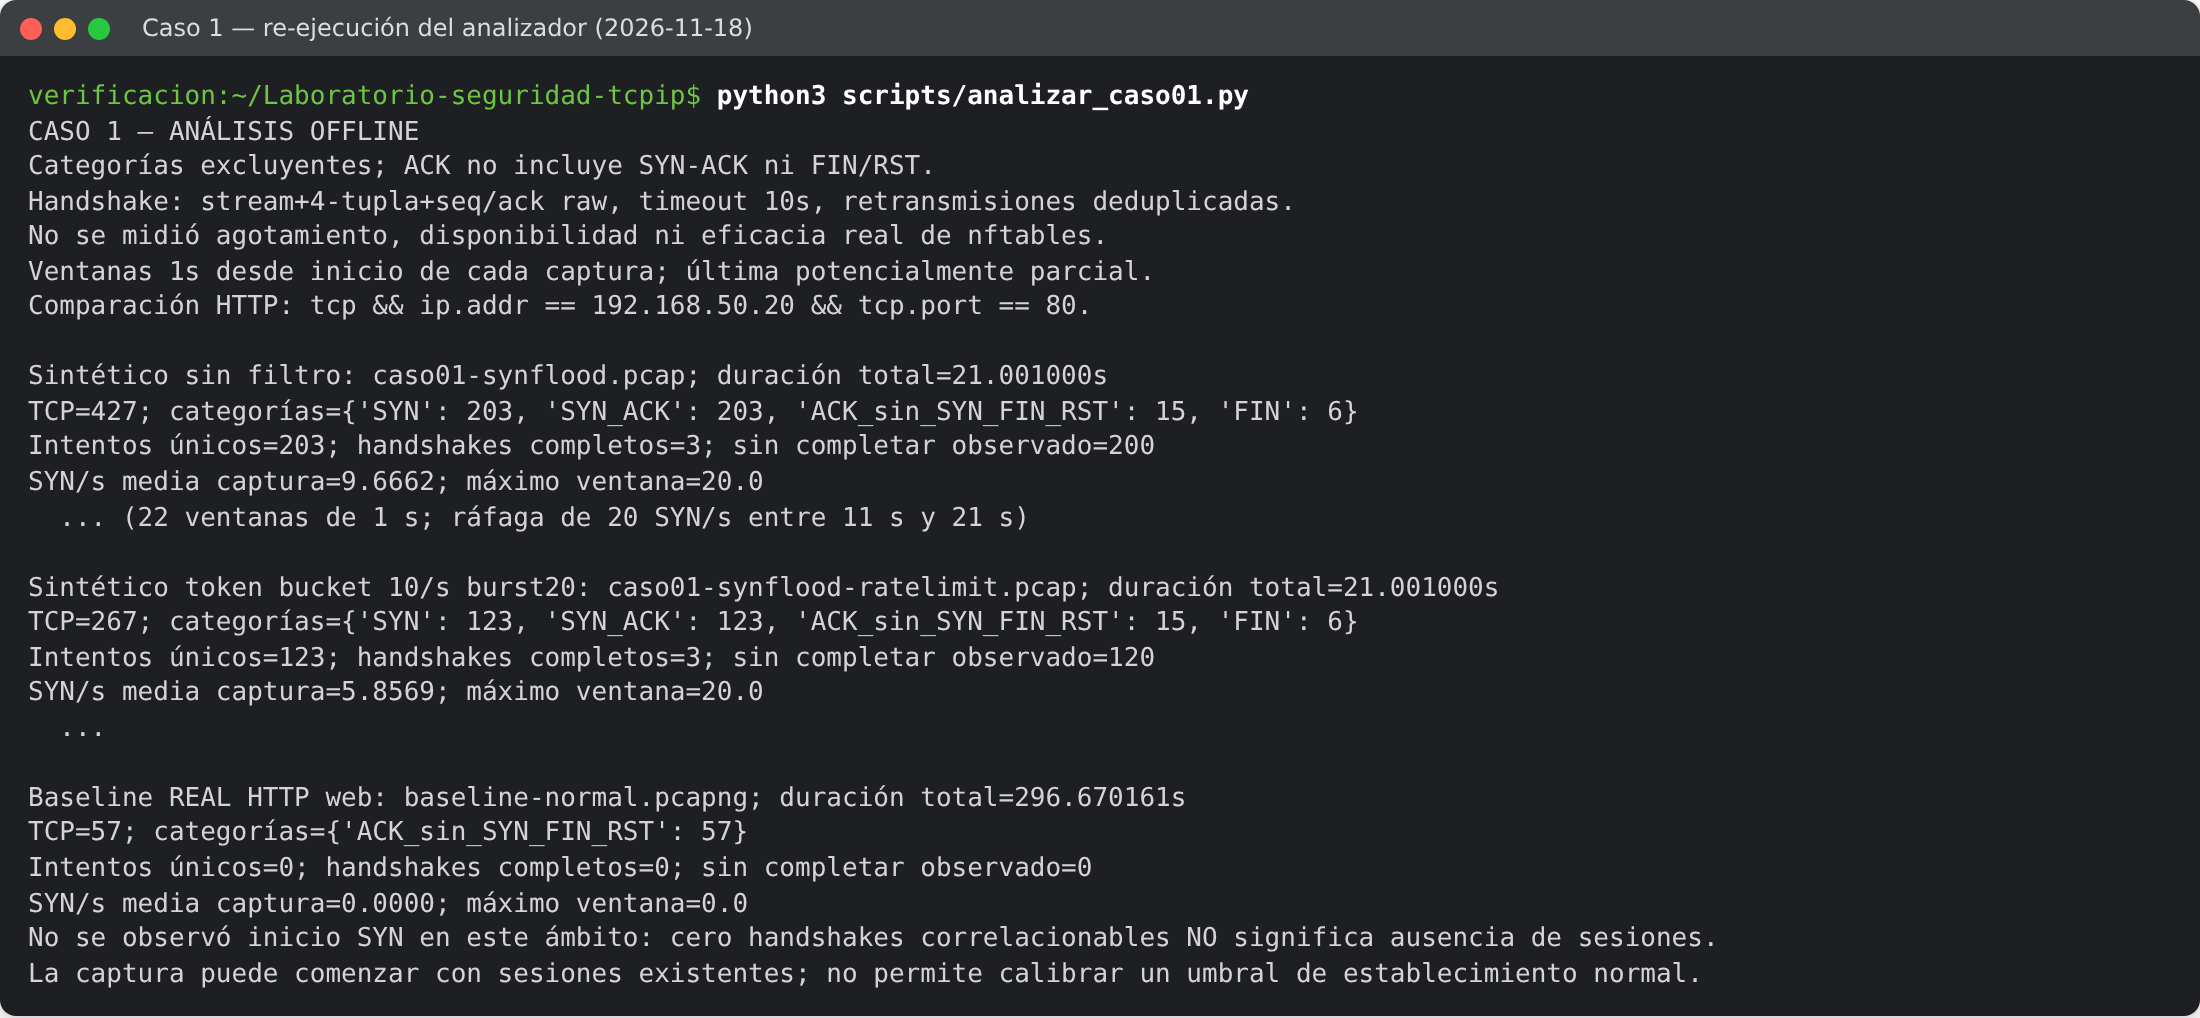 Caso 1 — re-ejecución del analizador (2026-11-18)
verificacion:~/Laboratorio-seguridad-tcpip$ python3 scripts/analizar_caso01.py
CASO 1 — ANÁLISIS OFFLINE
Categorías excluyentes; ACK no incluye SYN-ACK ni FIN/RST.
Handshake: stream+4-tupla+seq/ack raw, timeout 10s, retransmisiones deduplicadas.
No se midió agotamiento, disponibilidad ni eficacia real de nftables.
Ventanas 1s desde inicio de cada captura; última potencialmente parcial.
Comparación HTTP: tcp && ip.addr == 192.168.50.20 && tcp.port == 80.
Sintético sin filtro: caso01-synflood.pcap; duración total=21.001000s
TCP=427; categorías={'SYN': 203, 'SYN_ACK': 203, 'ACK_sin_SYN_FIN_RST': 15, 'FIN': 6}
Intentos únicos=203; handshakes completos=3; sin completar observado=200
SYN/s media captura=9.6662; máximo ventana=20.0
... (22 ventanas de 1 s; ráfaga de 20 SYN/s entre 11 s y 21 s)
Sintético token bucket 10/s burst20: caso01-synflood-ratelimit.pcap; duración total=21.001000s
TCP=267; categorías={'SYN': 123, 'SYN_ACK': 123, 'ACK_sin_SYN_FIN_RST': 15, 'FIN': 6}
Intentos únicos=123; handshakes completos=3; sin completar observado=120
SYN/s media captura=5.8569; máximo ventana=20.0
...
Baseline REAL HTTP web: baseline-normal.pcapng; duración total=296.670161s
TCP=57; categorías={'ACK_sin_SYN_FIN_RST': 57}
Intentos únicos=0; handshakes completos=0; sin completar observado=0
SYN/s media captura=0.0000; máximo ventana=0.0
No se observó inicio SYN en este ámbito: cero handshakes correlacionables NO significa ausencia de sesiones.
La captura puede comenzar con sesiones existentes; no permite calibrar un umbral de establecimiento normal.